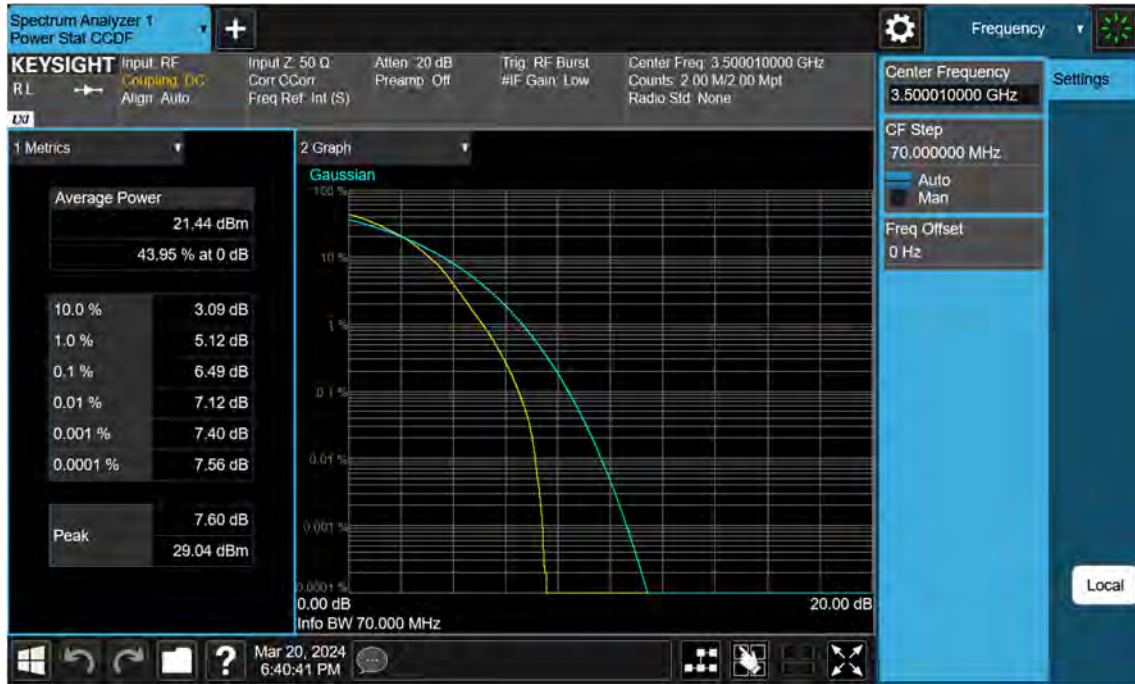 Spectrum Analyzer 1
Power Stat CCDF
Frequency
KEYSIGHT
RL
LXI
Input: RF
Coupling: DC
Align: Auto
Input Z: 50 Ω
Corr CCorr
Freq Ref: Int (S)
Atten: 20 dB
Preamp: Off
Trig: RF Burst
#IF Gain: Low
Center Freq: 3.500010000 GHz
Counts: 2.00 M/2.00 Mpt
Radio Std: None
Center Frequency
3.500010000 GHz
Settings
CF Step
70.000000 MHz
Auto
Man
Freq Offset
0 Hz
1 Metrics
Average Power
21.44 dBm
43.95 % at 0 dB
10.0 % 3.09 dB
1.0 % 5.12 dB
0.1 % 6.49 dB
0.01 % 7.12 dB
0.001 % 7.40 dB
0.0001 % 7.56 dB
Peak
7.60 dB
29.04 dBm
2 Graph
Gaussian
100 %
10 %
1 %
0.1 %
0.01 %
0.001 %
0.0001 %
0.00 dB 20.00 dB
Info BW 70.000 MHz
Local
?
Mar 20, 2024
6:40:41 PM